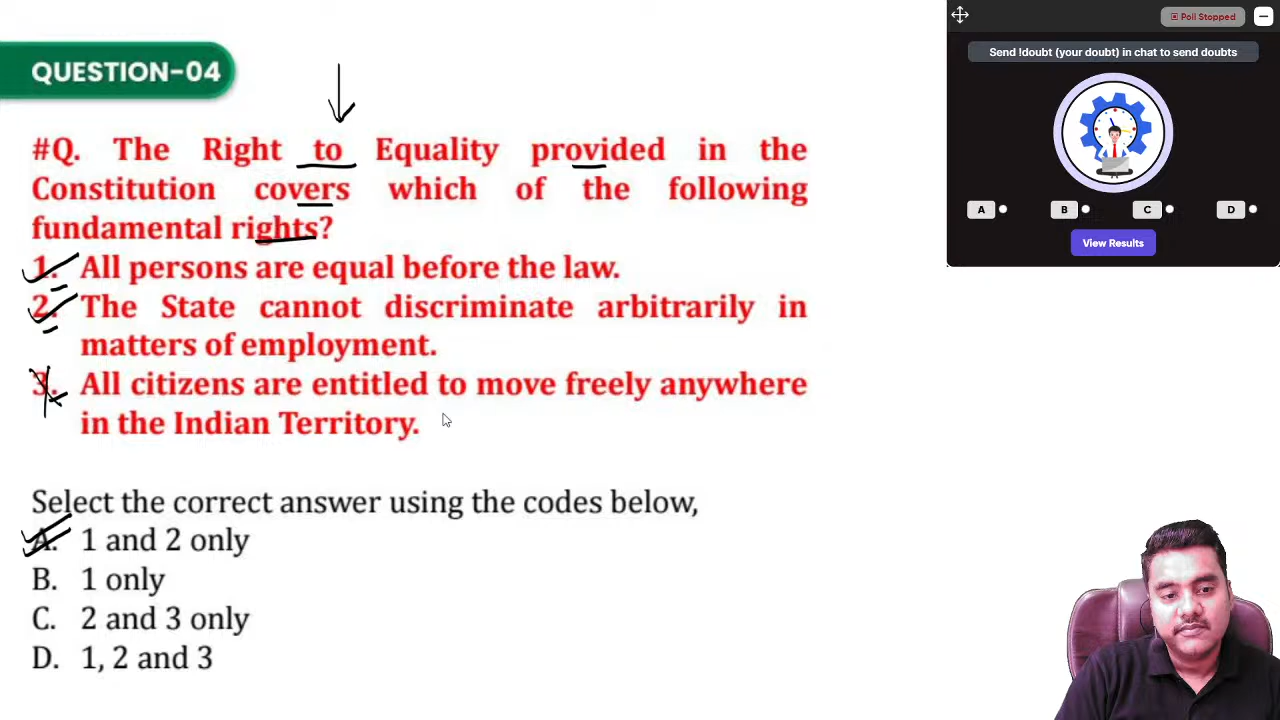 QUESTION-04
#Q. The Right to Equality provided in the
Constitution covers which of the following
fundamental rights?
1. All persons are equal before the law.
2. The State cannot discriminate arbitrarily in
matters of employment.
3. All citizens are entitled to move freely anywhere
in the Indian Territory.
Select the correct answer using the codes below,
A. 1 and 2 only
B. 1 only
C. 2 and 3 only
D. 1, 2 and 3
Poll Stopped
Send !doubt (your doubt) in chat to send doubts
A B C D
View Results